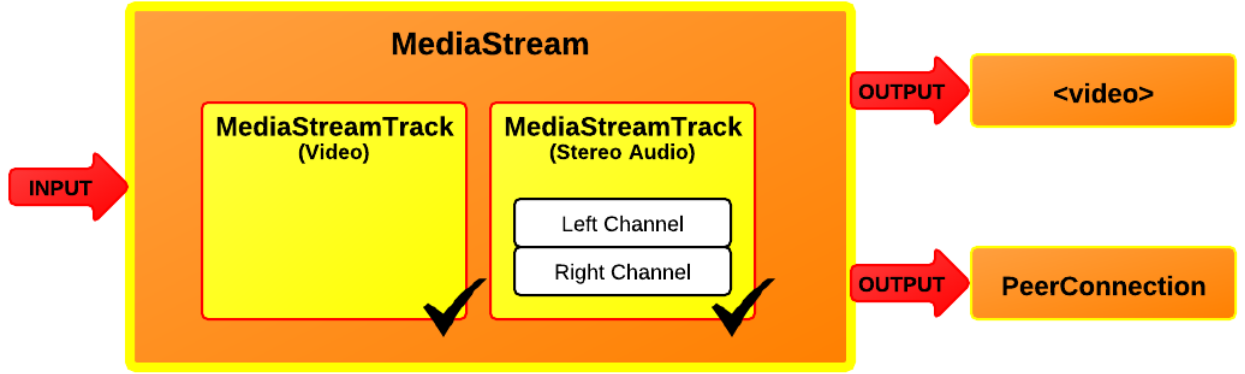 MediaStream
MediaStreamTrack
(Video)
MediaStreamTrack
(Stereo Audio)
Left Channel
Right Channel
INPUT
OUTPUT
<video>
OUTPUT
PeerConnection